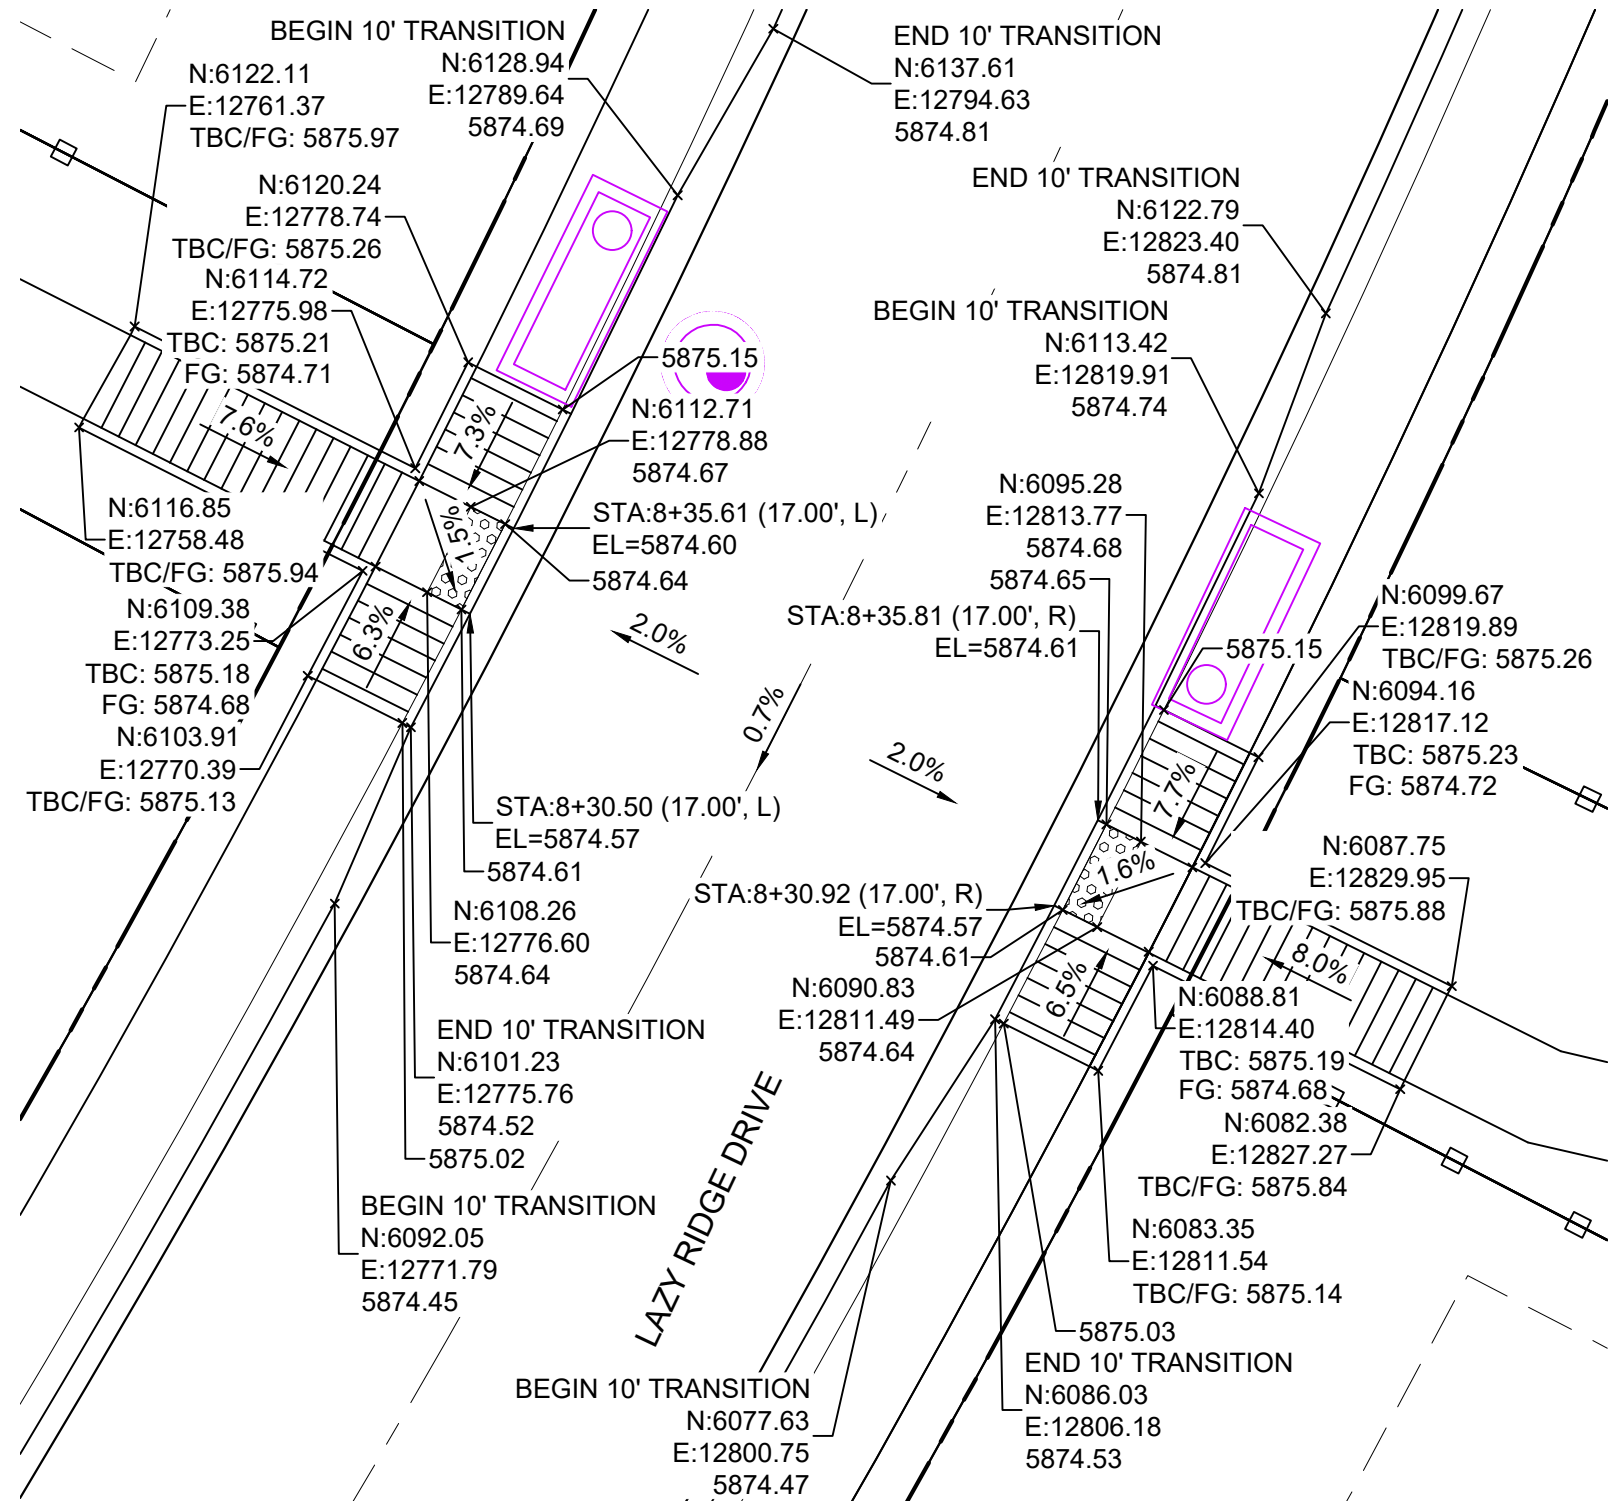 BEGIN 10' TRANSITION
N:6128.94
E:12789.64
5874.69
END 10' TRANSITION
N:6137.61
E:12794.63
5874.81
N:6122.11
E:12761.37
TBC/FG: 5875.97
N:6120.24
E:12778.74
TBC/FG: 5875.26
N:6114.72
E:12775.98
TBC: 5875.21
FG: 5874.71
END 10' TRANSITION
N:6122.79
E:12823.40
5874.81
BEGIN 10' TRANSITION
N:6113.42
E:12819.91
5874.74
5875.15
7.6%
7.3%
N:6112.71
E:12778.88
5874.67
N:6116.85
E:12758.48
TBC/FG: 5875.94
1.5%
STA:8+35.61 (17.00', L)
EL=5874.60
5874.64
N:6095.28
E:12813.77
5874.68
5874.65
STA:8+35.81 (17.00', R)
EL=5874.61
N:6109.38
E:12773.25
TBC: 5875.18
FG: 5874.68
6.3%
2.0%
N:6103.91
E:12770.39
TBC/FG: 5875.13
5875.15
N:6099.67
E:12819.89
TBC/FG: 5875.26
N:6094.16
E:12817.12
TBC: 5875.23
FG: 5874.72
0.7%
2.0%
7.7%
STA:8+30.50 (17.00', L)
EL=5874.57
5874.61
1.6%
STA:8+30.92 (17.00', R)
EL=5874.57
5874.61
N:6087.75
E:12829.95
TBC/FG: 5875.88
N:6108.26
E:12776.60
5874.64
6.5%
8.0%
N:6090.83
E:12811.49
5874.64
N:6088.81
E:12814.40
TBC: 5875.19
FG: 5874.68
END 10' TRANSITION
N:6101.23
E:12775.76
5874.52
5875.02
N:6082.38
E:12827.27
TBC/FG: 5875.84
BEGIN 10' TRANSITION
N:6092.05
E:12771.79
5874.45
LAZY RIDGE DRIVE
N:6083.35
E:12811.54
TBC/FG: 5875.14
5875.03
END 10' TRANSITION
N:6086.03
E:12806.18
5874.53
BEGIN 10' TRANSITION
N:6077.63
E:12800.75
5874.47